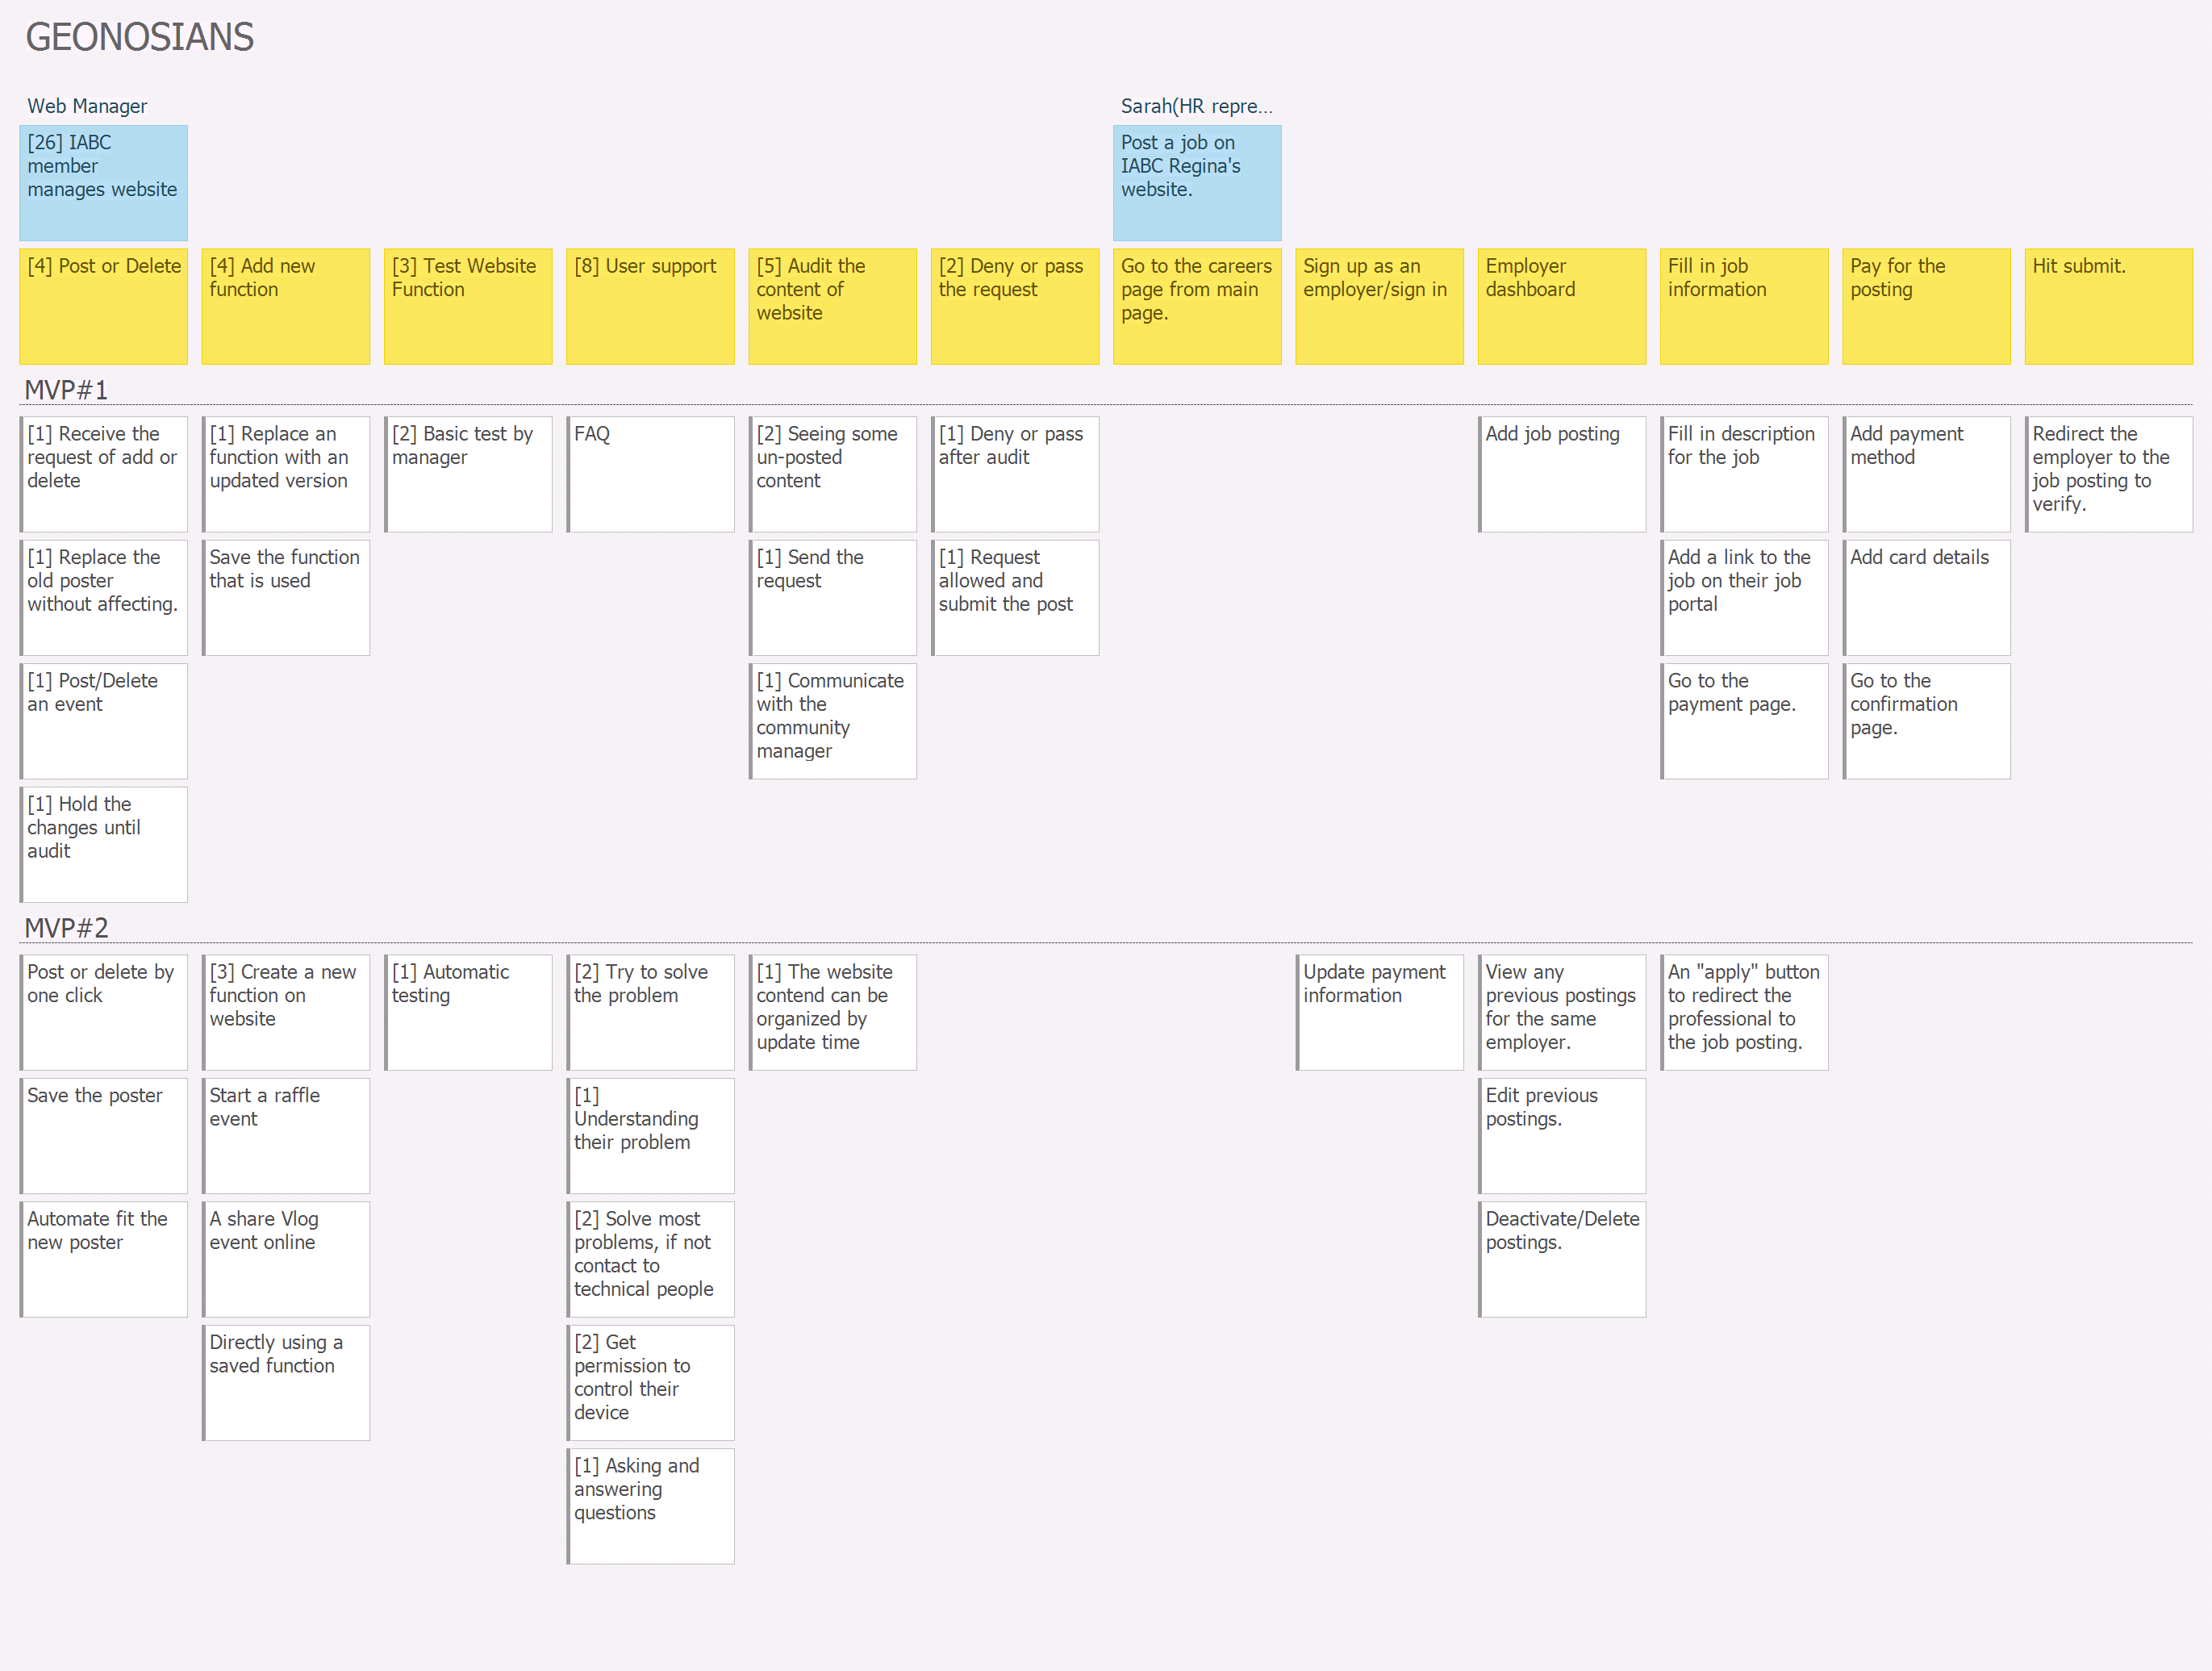 GEONOSIANS
Web Manager
Sarah(HR repre...
[26] IABC
member
manages website
Post a job on
IABC Regina's
website.
[4] Post or Delete
[4] Add new
function
[3] Test Website
Function
[8] User support
[5] Audit the
content of
website
[2] Deny or pass
the request
Go to the careers
page from main
page.
Sign up as an
employer/sign in
Employer
dashboard
Fill in job
information
Pay for the
posting
Hit submit.
MVP#1
[1] Receive the
request of add or
delete
[1] Replace an
function with an
updated version
[2] Basic test by
manager
FAQ
[2] Seeing some
un-posted
content
[1] Deny or pass
after audit
Add job posting
Fill in description
for the job
Add payment
method
Redirect the
employer to the
job posting to
verify.
[1] Replace the
old poster
without affecting.
Save the function
that is used
[1] Send the
request
[1] Request
allowed and
submit the post
Add a link to the
job on their job
portal
Add card details
[1] Post/Delete
an event
[1] Communicate
with the
community
manager
Go to the
payment page.
Go to the
confirmation
page.
[1] Hold the
changes until
audit
MVP#2
Post or delete by
one click
[3] Create a new
function on
website
[1] Automatic
testing
[2] Try to solve
the problem
[1] The website
contend can be
organized by
update time
Update payment
information
View any
previous postings
for the same
employer.
An "apply" button
to redirect the
professional to
the job posting.
Save the poster
Start a raffle
event
[1]
Understanding
their problem
Edit previous
postings.
Automate fit the
new poster
A share Vlog
event online
[2] Solve most
problems, if not
contact to
technical people
Deactivate/Delete
postings.
Directly using a
saved function
[2] Get
permission to
control their
device
[1] Asking and
answering
questions